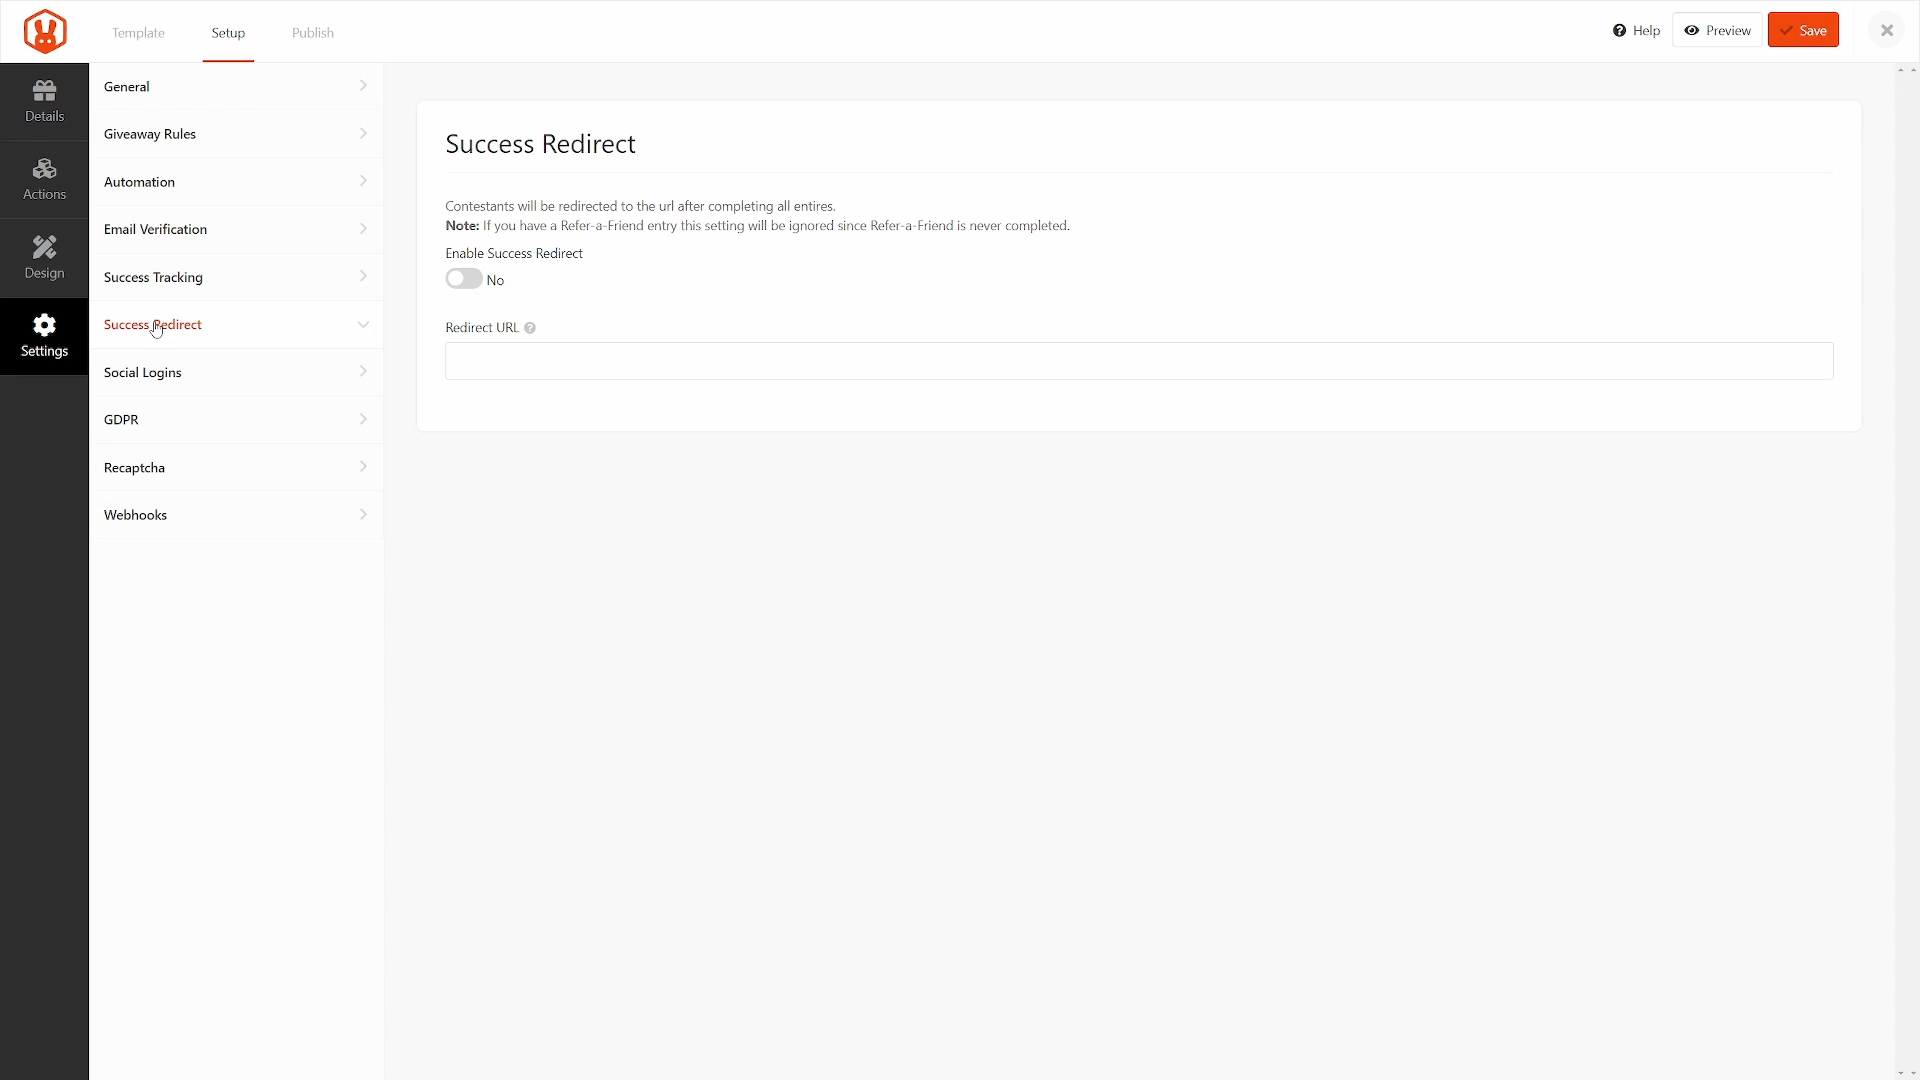 Template
Setup
Publish
Help
Preview
Save
Details
Actions
Design
Settings
General
Giveaway Rules
Automation
Email Verification
Success Tracking
Success Redirect
Social Logins
GDPR
Recaptcha
Webhooks
Success Redirect
Contestants will be redirected to the url after completing all entires.
Note: If you have a Refer-a-Friend entry this setting will be ignored since Refer-a-Friend is never completed.
Enable Success Redirect
No
Redirect URL